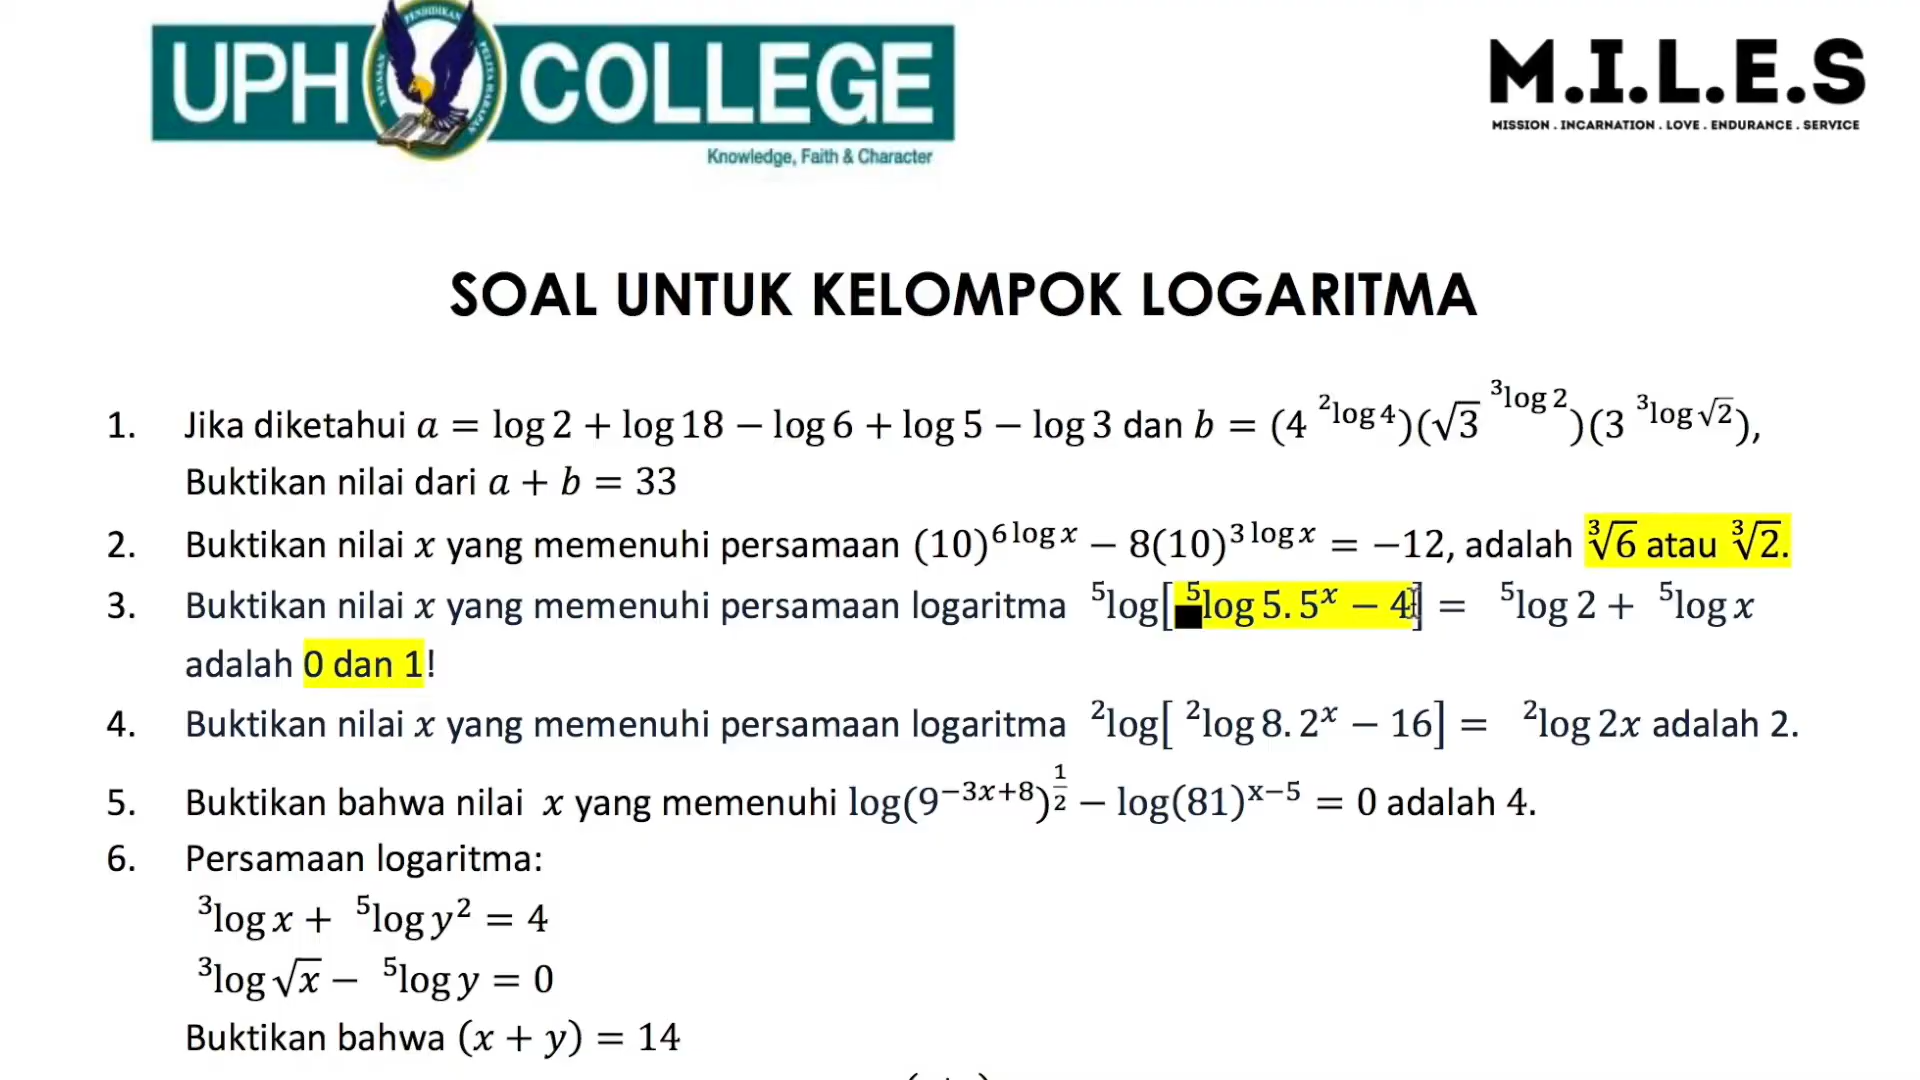 UPH COLLEGE
PENDIDIKAN PELITA HARAPAN YAYASAN
Knowledge, Faith & Character
M.I.L.E.S
MISSION . INCARNATION . LOVE . ENDURANCE . SERVICE
SOAL UNTUK KELOMPOK LOGARITMA
1. Jika diketahui a = log 2 + log 18 − log 6 + log 5 − log 3 dan b = (4 ^{²log 4})(√3 ^{³log 2})(3 ^{³log √2}),
Buktikan nilai dari a + b = 33
2. Buktikan nilai x yang memenuhi persamaan (10)^{6 log x} − 8(10)^{3 log x} = −12, adalah ∛6 atau ∛2.
3. Buktikan nilai x yang memenuhi persamaan logaritma ⁵log[ ⁵log 5. 5ˣ − 4] = ⁵log 2 + ⁵log x
adalah 0 dan 1!
4. Buktikan nilai x yang memenuhi persamaan logaritma ²log[ ²log 8. 2ˣ − 16] = ²log 2x adalah 2.
5. Buktikan bahwa nilai x yang memenuhi log(9^{−3x+8})^{1/2} − log(81)^{x−5} = 0 adalah 4.
6. Persamaan logaritma:
³log x + ⁵log y² = 4
³log √x − ⁵log y = 0
Buktikan bahwa (x + y) = 14